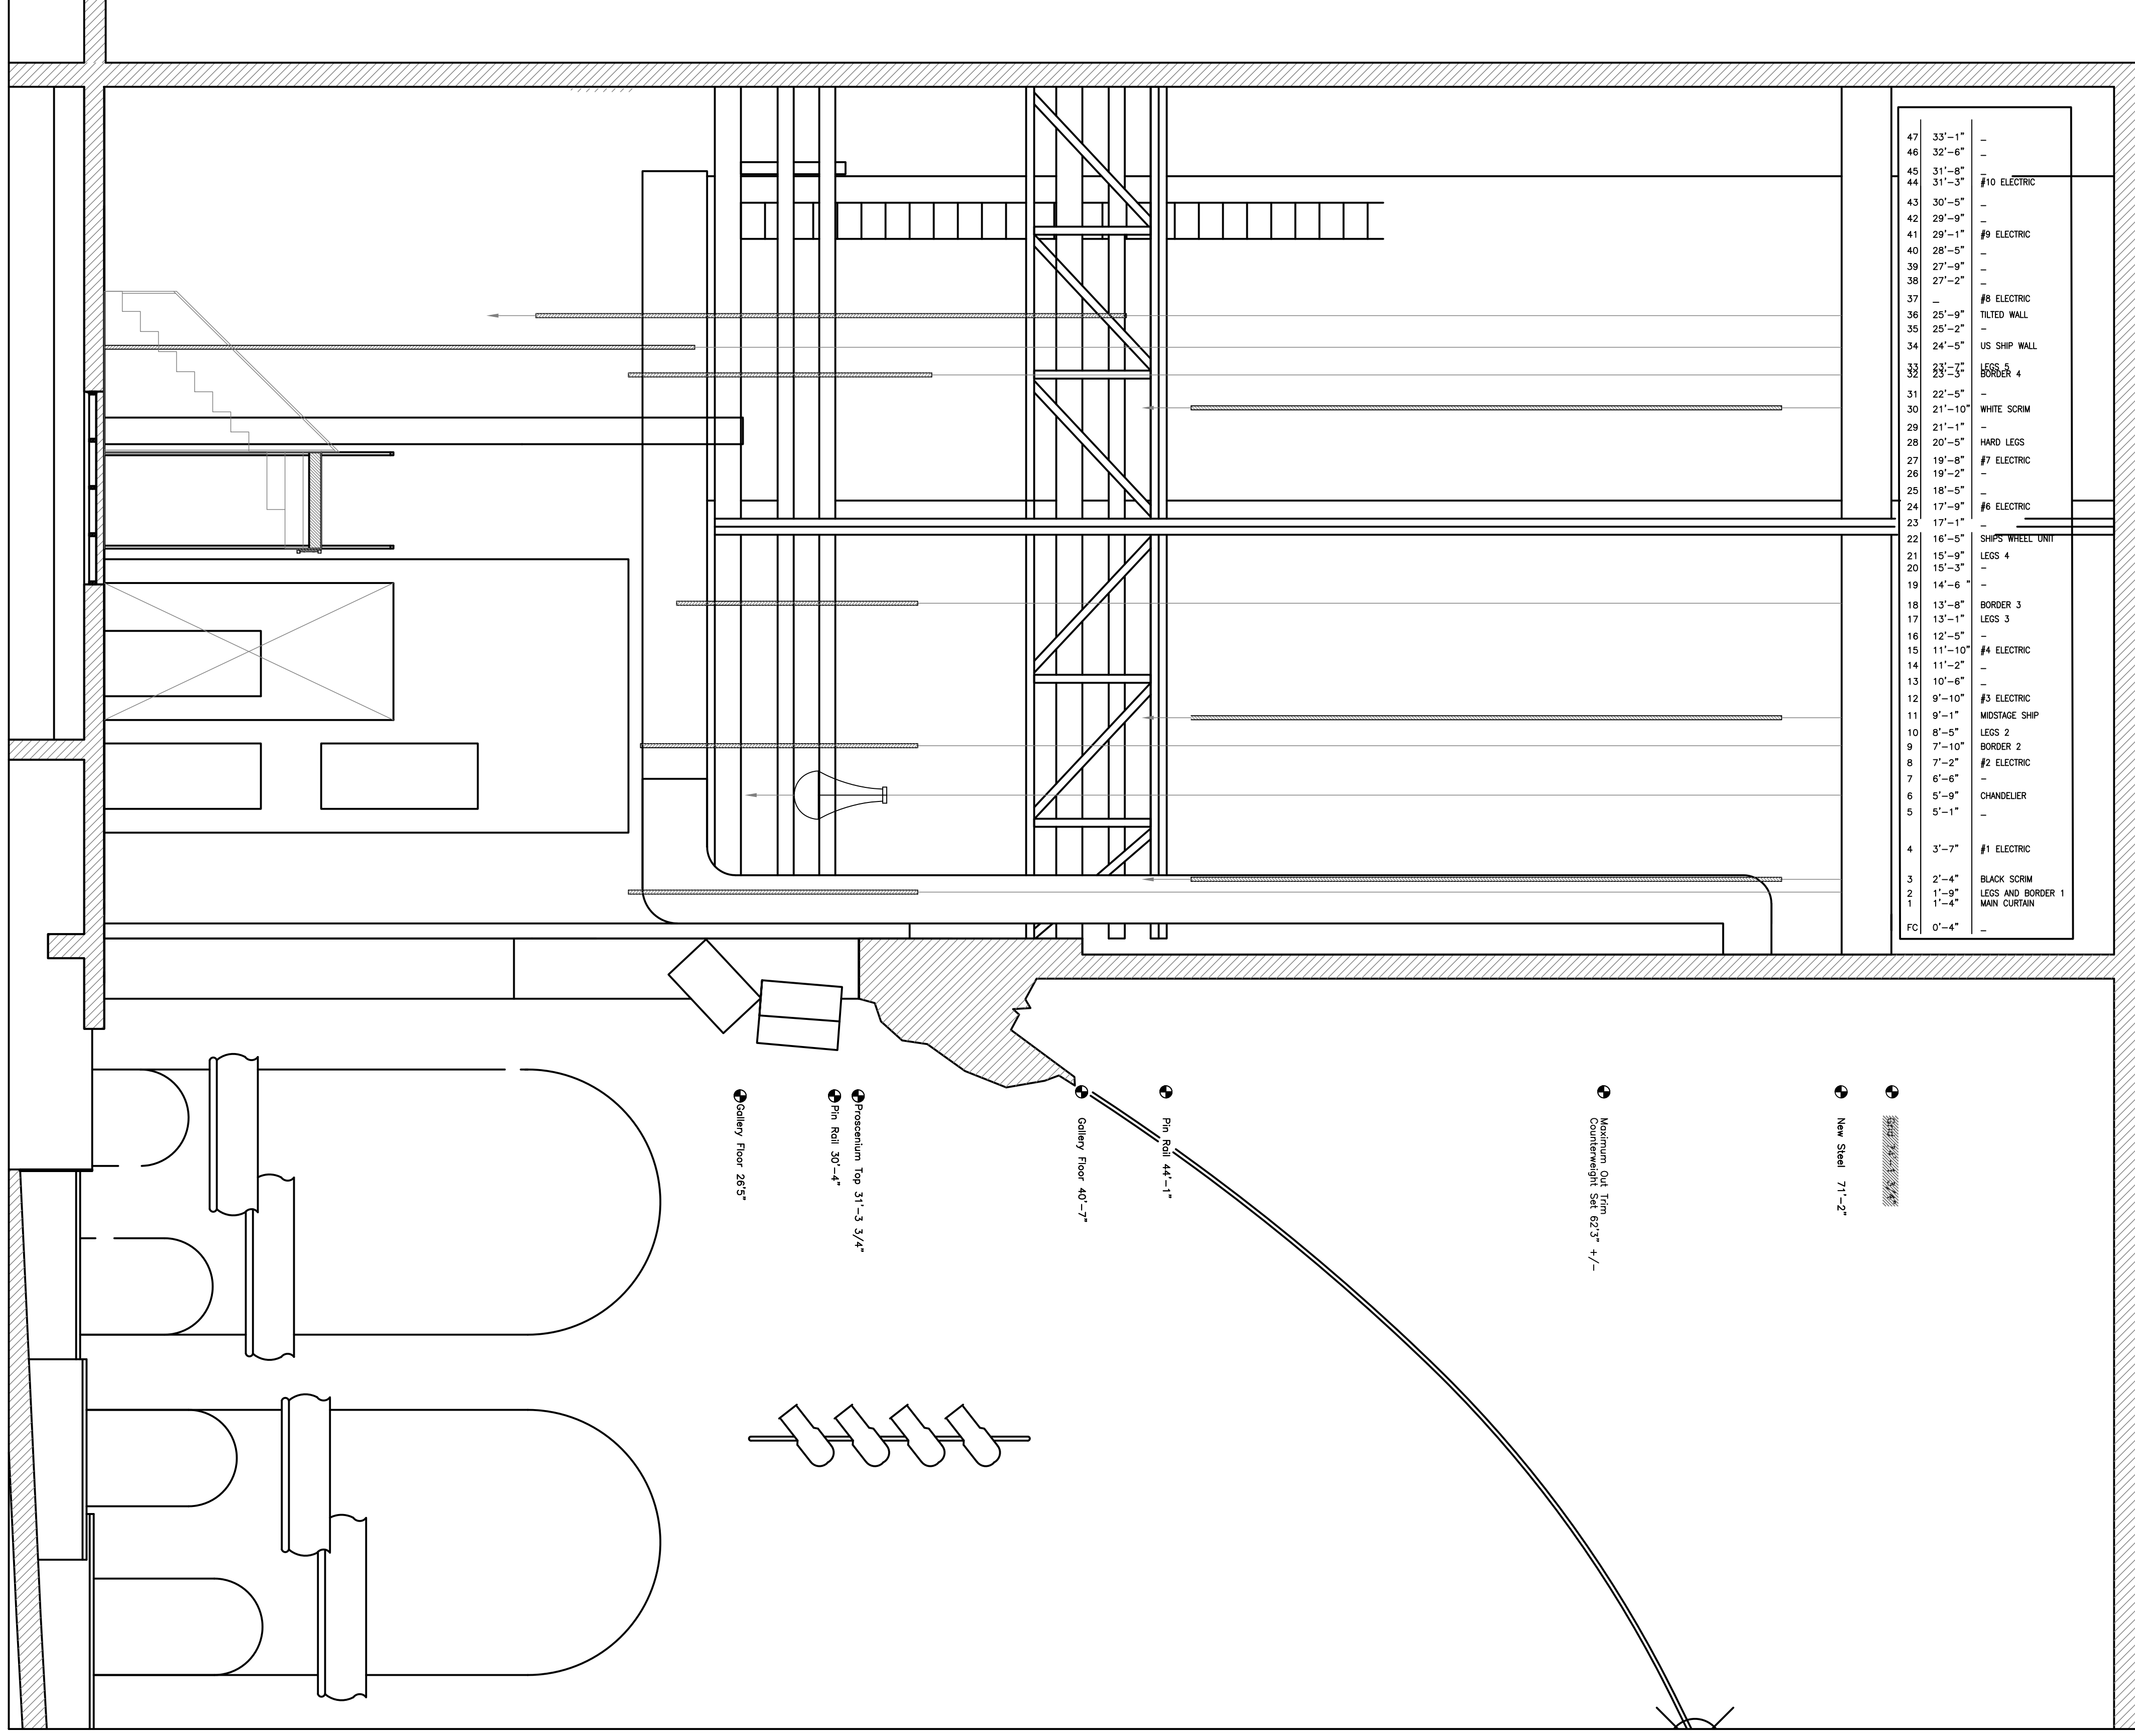 47 33'-1" _
46 32'-6" _
45 31'-8" _
44 31'-3" #10 ELECTRIC
43 30'-5" _
42 29'-9" _
41 29'-1" #9 ELECTRIC
40 28'-5" _
39 27'-9" _
38 27'-2" _
37 _ #8 ELECTRIC
36 25'-9" TILTED WALL
35 25'-2" -
34 24'-5" US SHIP WALL
33 23'-7" LEGS 5
32 23'-3" BORDER 4
31 22'-5" -
30 21'-10" WHITE SCRIM
29 21'-1" -
28 20'-5" HARD LEGS
27 19'-8" #7 ELECTRIC
26 19'-2" -
25 18'-5" _
24 17'-9" #6 ELECTRIC
23 17'-1" _
22 16'-5" SHIPS WHEEL UNIT
21 15'-9" LEGS 4
20 15'-3" -
19 14'-6 " -
18 13'-8" BORDER 3
17 13'-1" LEGS 3
16 12'-5" -
15 11'-10" #4 ELECTRIC
14 11'-2" _
13 10'-6" _
12 9'-10" #3 ELECTRIC
11 9'-1" MIDSTAGE SHIP
10 8'-5" LEGS 2
9 7'-10" BORDER 2
8 7'-2" #2 ELECTRIC
7 6'-6" -
6 5'-9" CHANDELIER
5 5'-1" _
4 3'-7" #1 ELECTRIC
3 2'-4" BLACK SCRIM
2 1'-9" LEGS AND BORDER 1
1 1'-4" MAIN CURTAIN
FC 0'-4" _
Gallery Floor 26'5"
Pin Rail 30'-4"
Proscenium Top 31'-3 3/4"
Gallery Floor 40'-7"
Pin Rail 44'-1"
Maximum Out Trim
Counterweight Set 62'3" +/-
New Steel 71'-2"
Grid 74'-1 3/4"